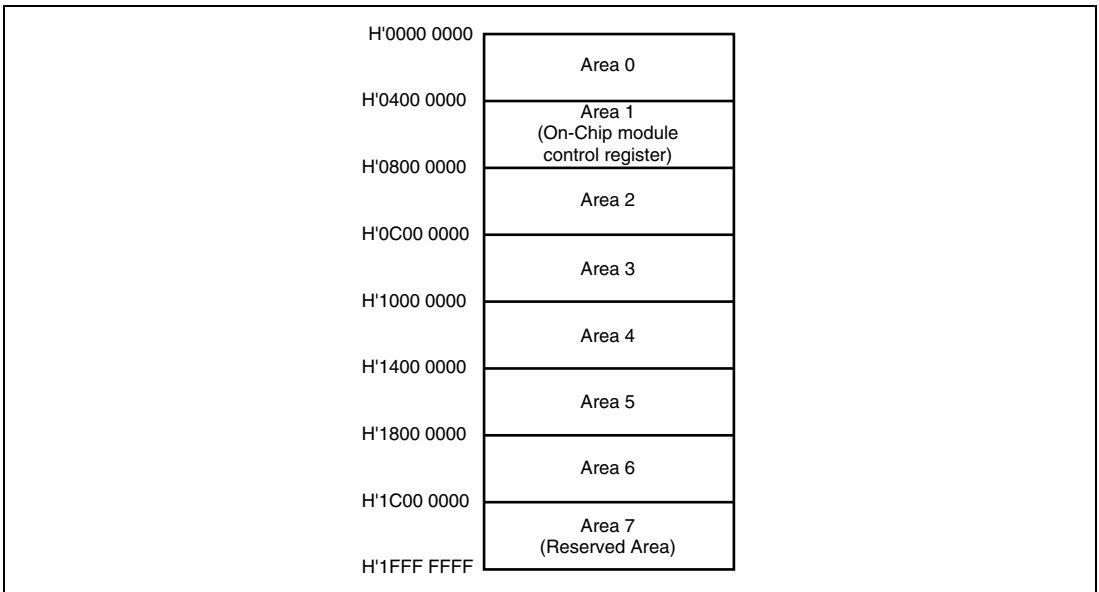 H'0000 0000
Area 0
H'0400 0000
Area 1
(On-Chip module
control register)
H'0800 0000
Area 2
H'0C00 0000
Area 3
H'1000 0000
Area 4
H'1400 0000
Area 5
H'1800 0000
Area 6
H'1C00 0000
Area 7
(Reserved Area)
H'1FFF FFFF